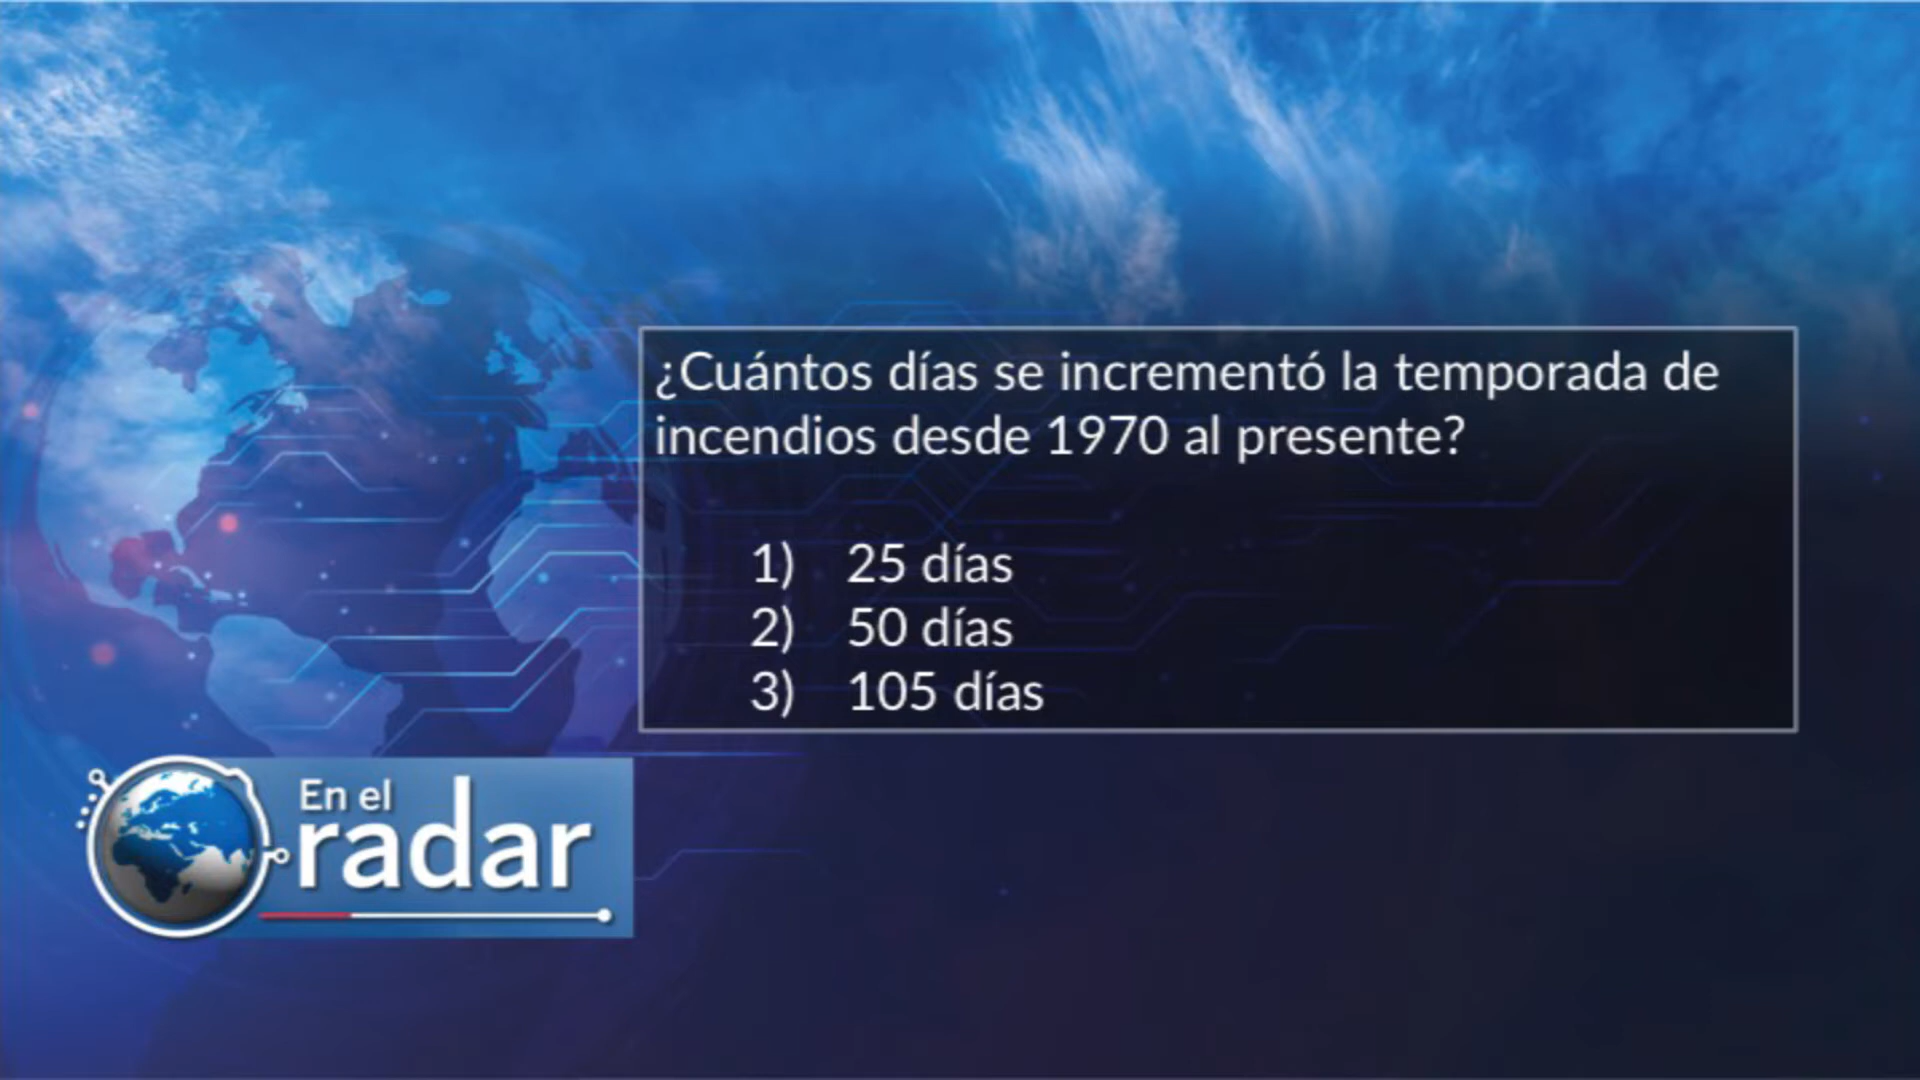 ¿Cuántos días se incrementó la temporada de
incendios desde 1970 al presente?
1) 25 días
2) 50 días
3) 105 días
En el
radar